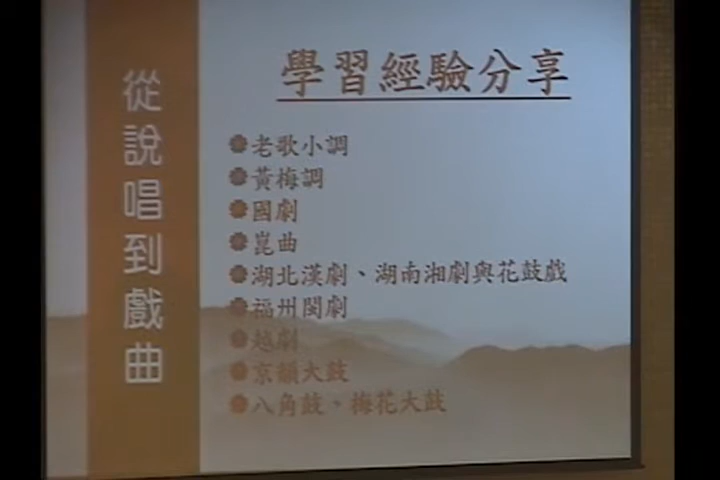 從說唱到戲曲
學習經驗分享
老歌小調
黃梅調
國劇
崑曲
湖北漢劇、湖南湘劇與花鼓戲
福州閩劇
越劇
京韻大鼓
八角鼓，梅花大鼓